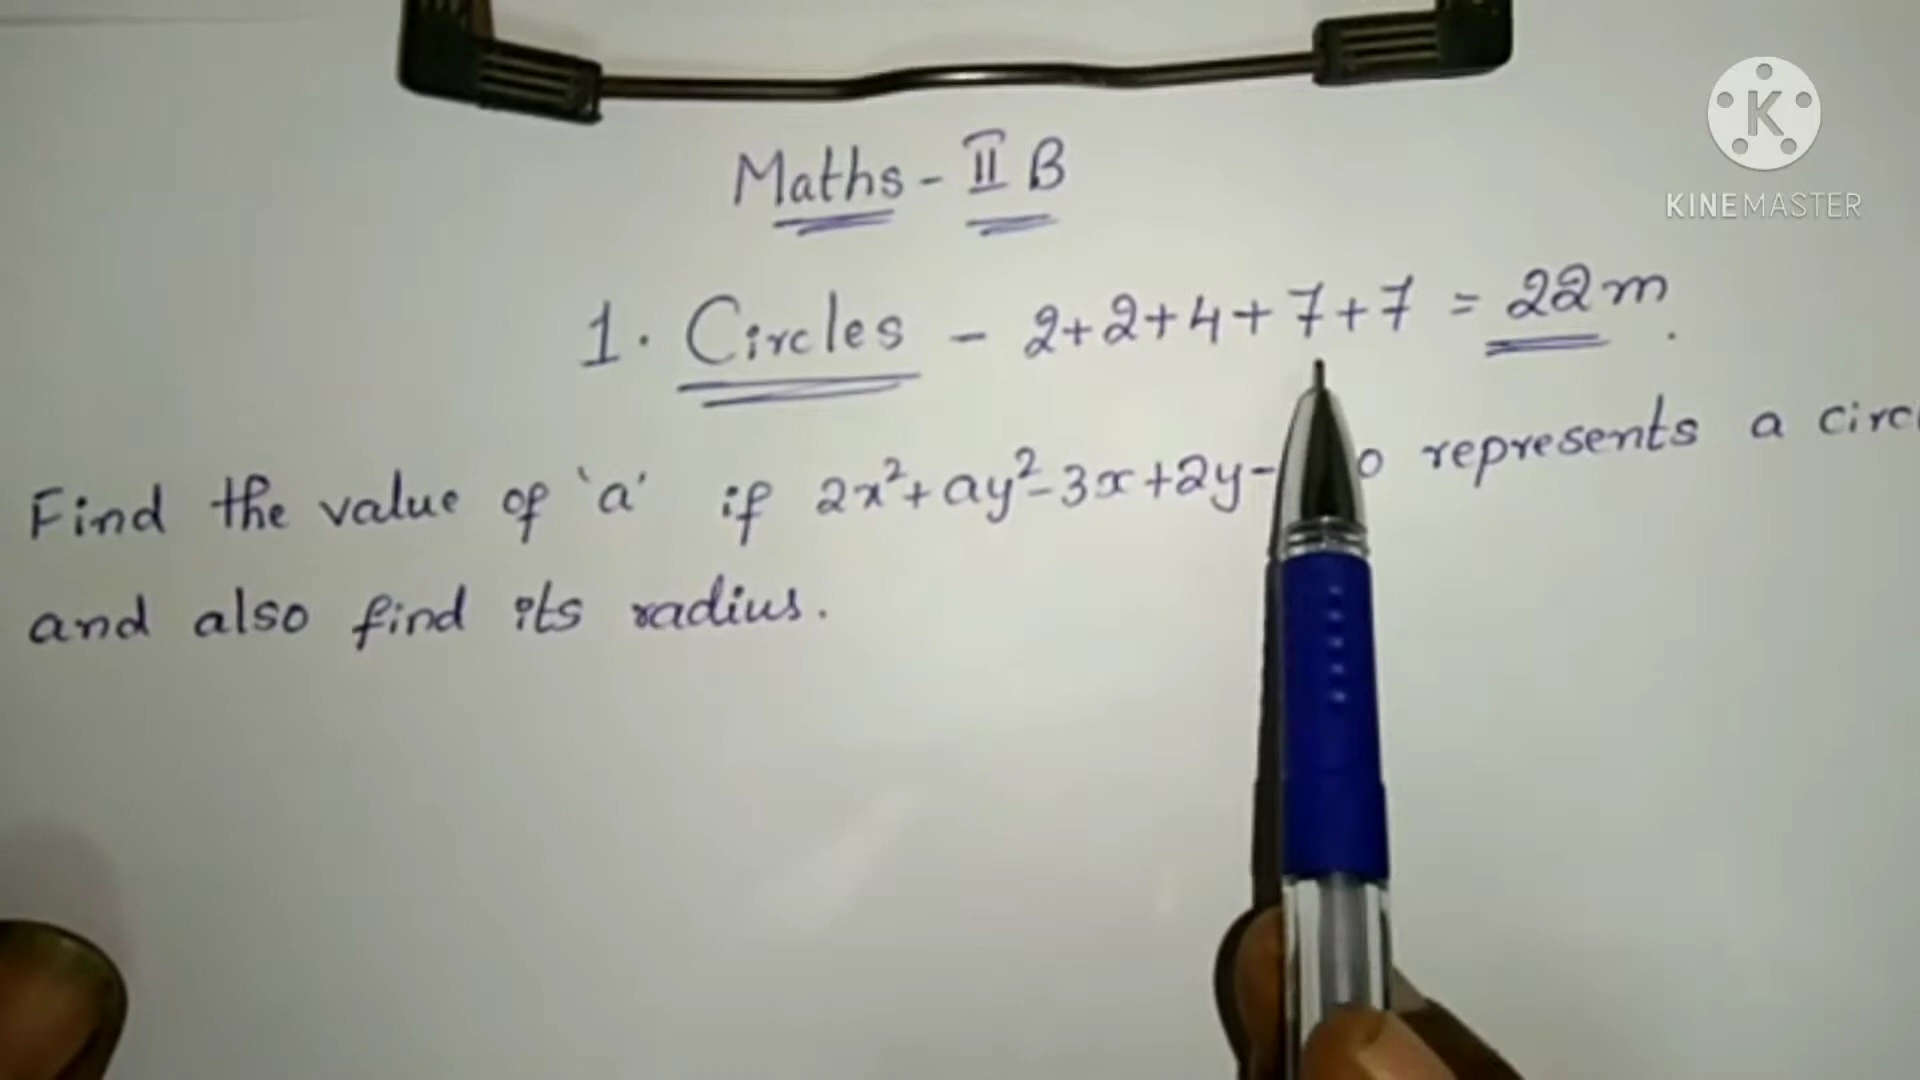 KINEMASTER
Maths - II B
1. Circles - 2+2+4+7+7 = 22m.
Find the value of 'a' if 2x²+ay²-3x+2y- 0 represents a
and also find its radius.